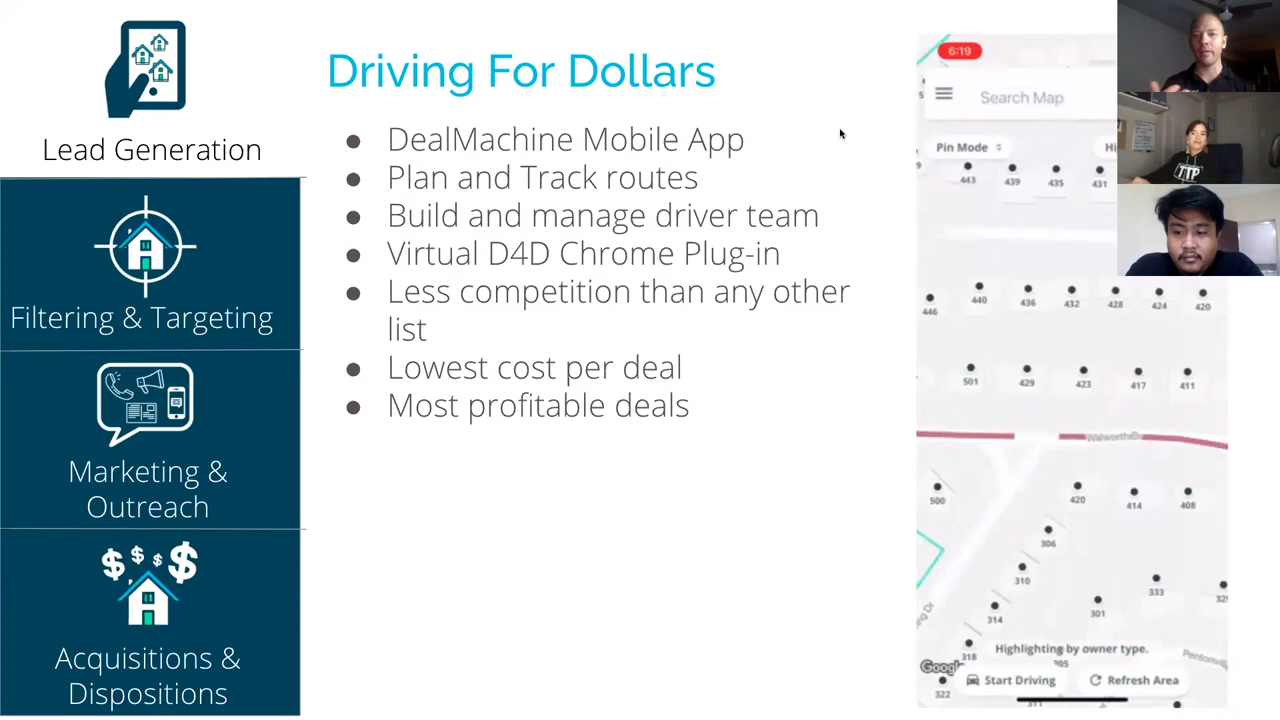 Lead Generation
Filtering & Targeting
Marketing &
Outreach
$ $ $ $
Acquisitions &
Dispositions
Driving For Dollars
● DealMachine Mobile App
● Plan and Track routes
● Build and manage driver team
● Virtual D4D Chrome Plug-in
● Less competition than any other
list
● Lowest cost per deal
● Most profitable deals
6:19
Search Map
Pin Mode
443 439 435 431
446 440 436 432 428 424 420
501 429 423 417 411
500 420 414 408
306
310 333
314 301
318
322
Highlighting by owner type.
Google
Start Driving Refresh Area
TTP